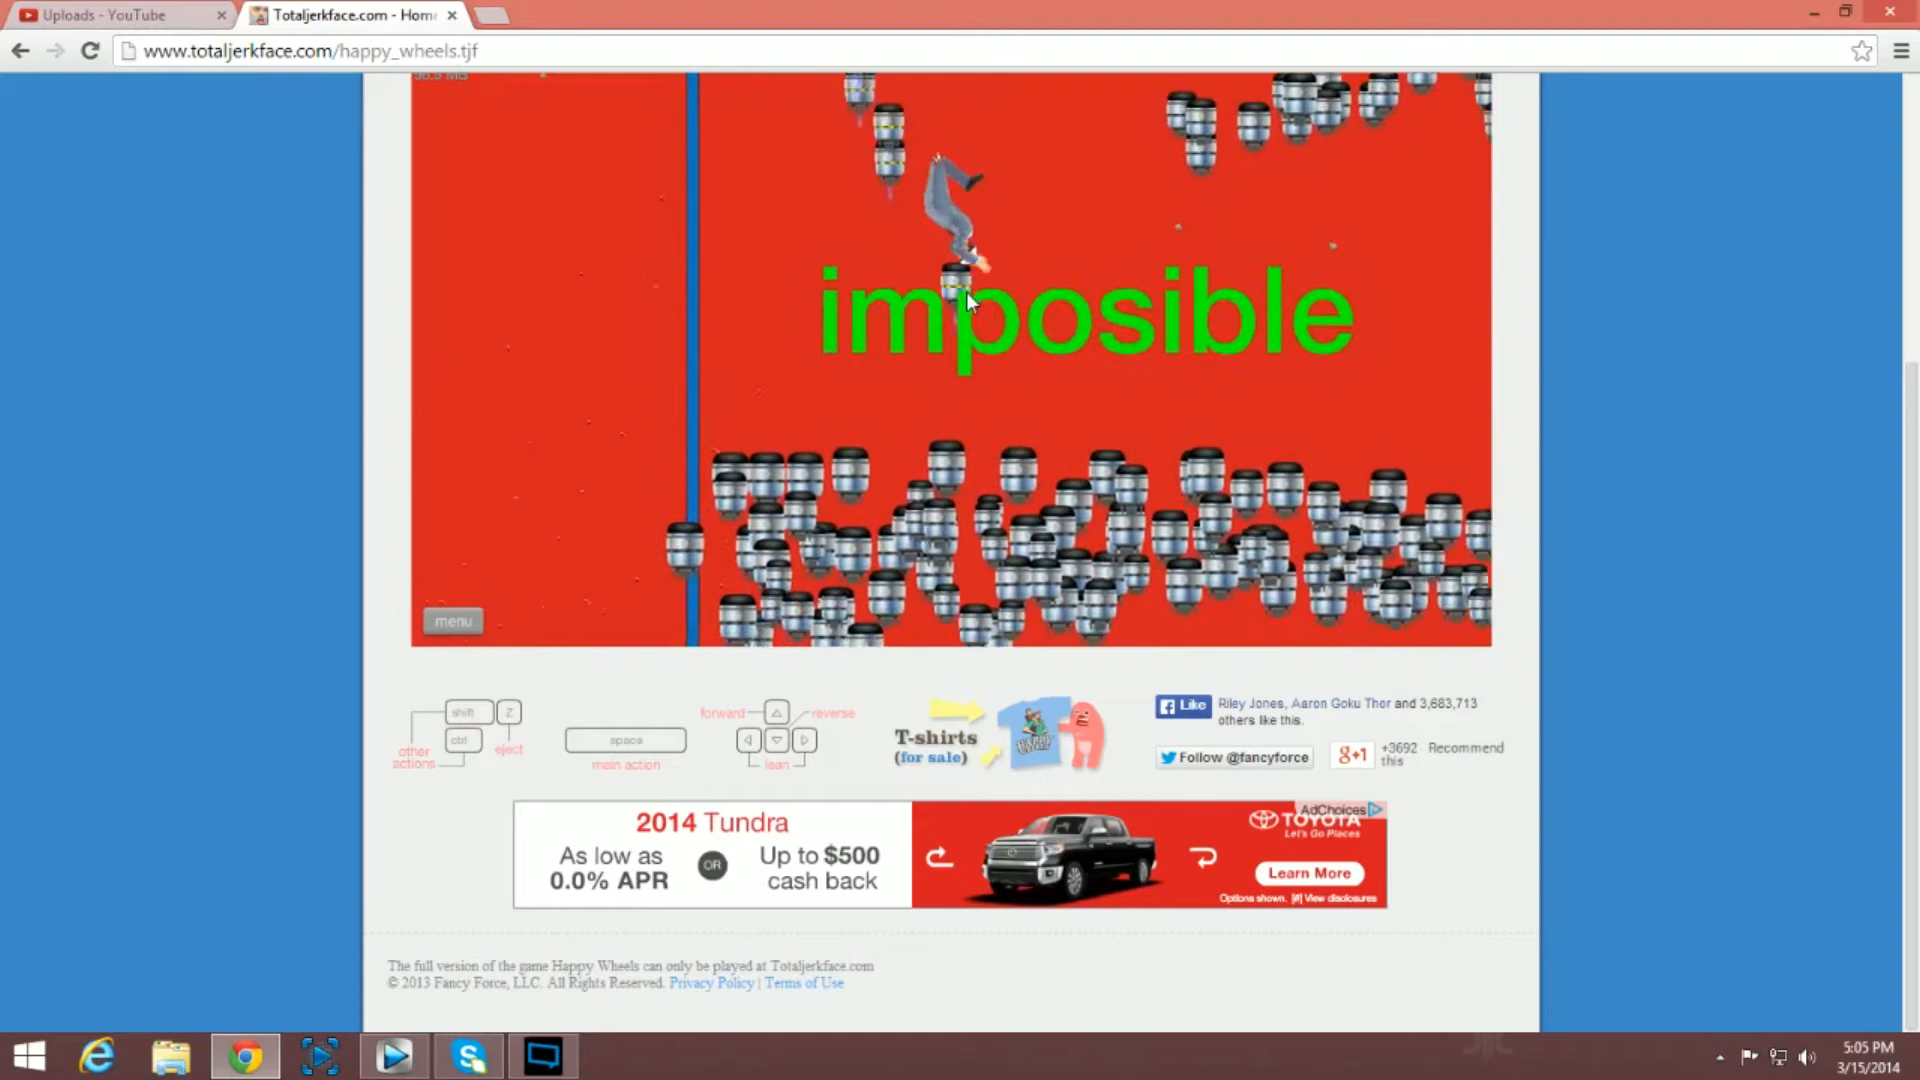 Uploads - YouTube
Totaljerkface.com - Home
www.totaljerkface.com/happy_wheels.tjf
imposible
menu
shift Z
ctrl
other actions
eject
space
main action
forward
reverse
lean
T-shirts
(for sale)
Like
Riley Jones, Aaron Goku Thor and 3,683,713
others like this.
Follow @fancyforce
g+1
+3692 Recommend
this
2014 Tundra
As low as
0.0% APR
OR
Up to $500
cash back
AdChoices
TOYOTA
Let's Go Places
Learn More
Options shown. [#] View disclosures
The full version of the game Happy Wheels can only be played at Totaljerkface.com
© 2013 Fancy Force, LLC. All Rights Reserved. Privacy Policy | Terms of Use
5:05 PM
3/15/2014